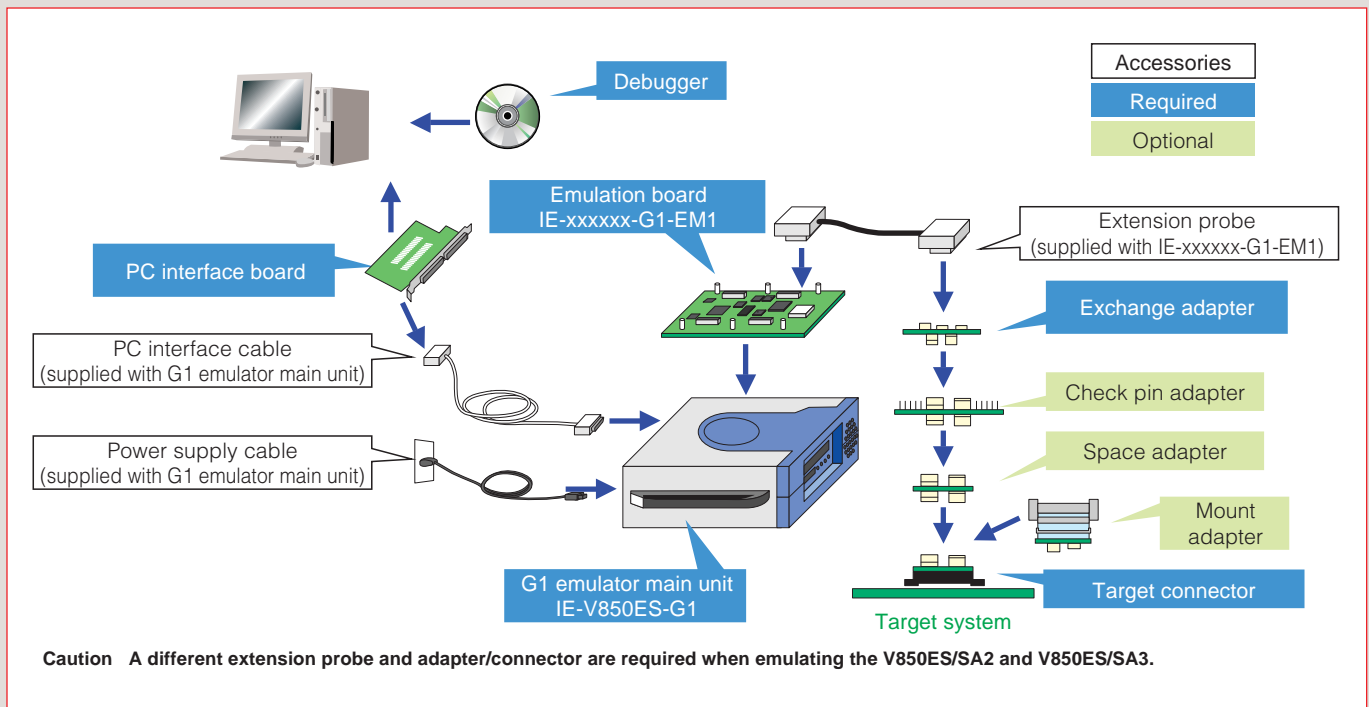 Debugger
Accessories
Required
Optional
Emulation board
IE-xxxxxx-G1-EM1
Extension probe
(supplied with IE-xxxxxx-G1-EM1)
PC interface board
Exchange adapter
PC interface cable
(supplied with G1 emulator main unit)
Check pin adapter
Power supply cable
(supplied with G1 emulator main unit)
Space adapter
Mount
adapter
G1 emulator main unit
IE-V850ES-G1
Target connector
Target system
Caution A different extension probe and adapter/connector are required when emulating the V850ES/SA2 and V850ES/SA3.